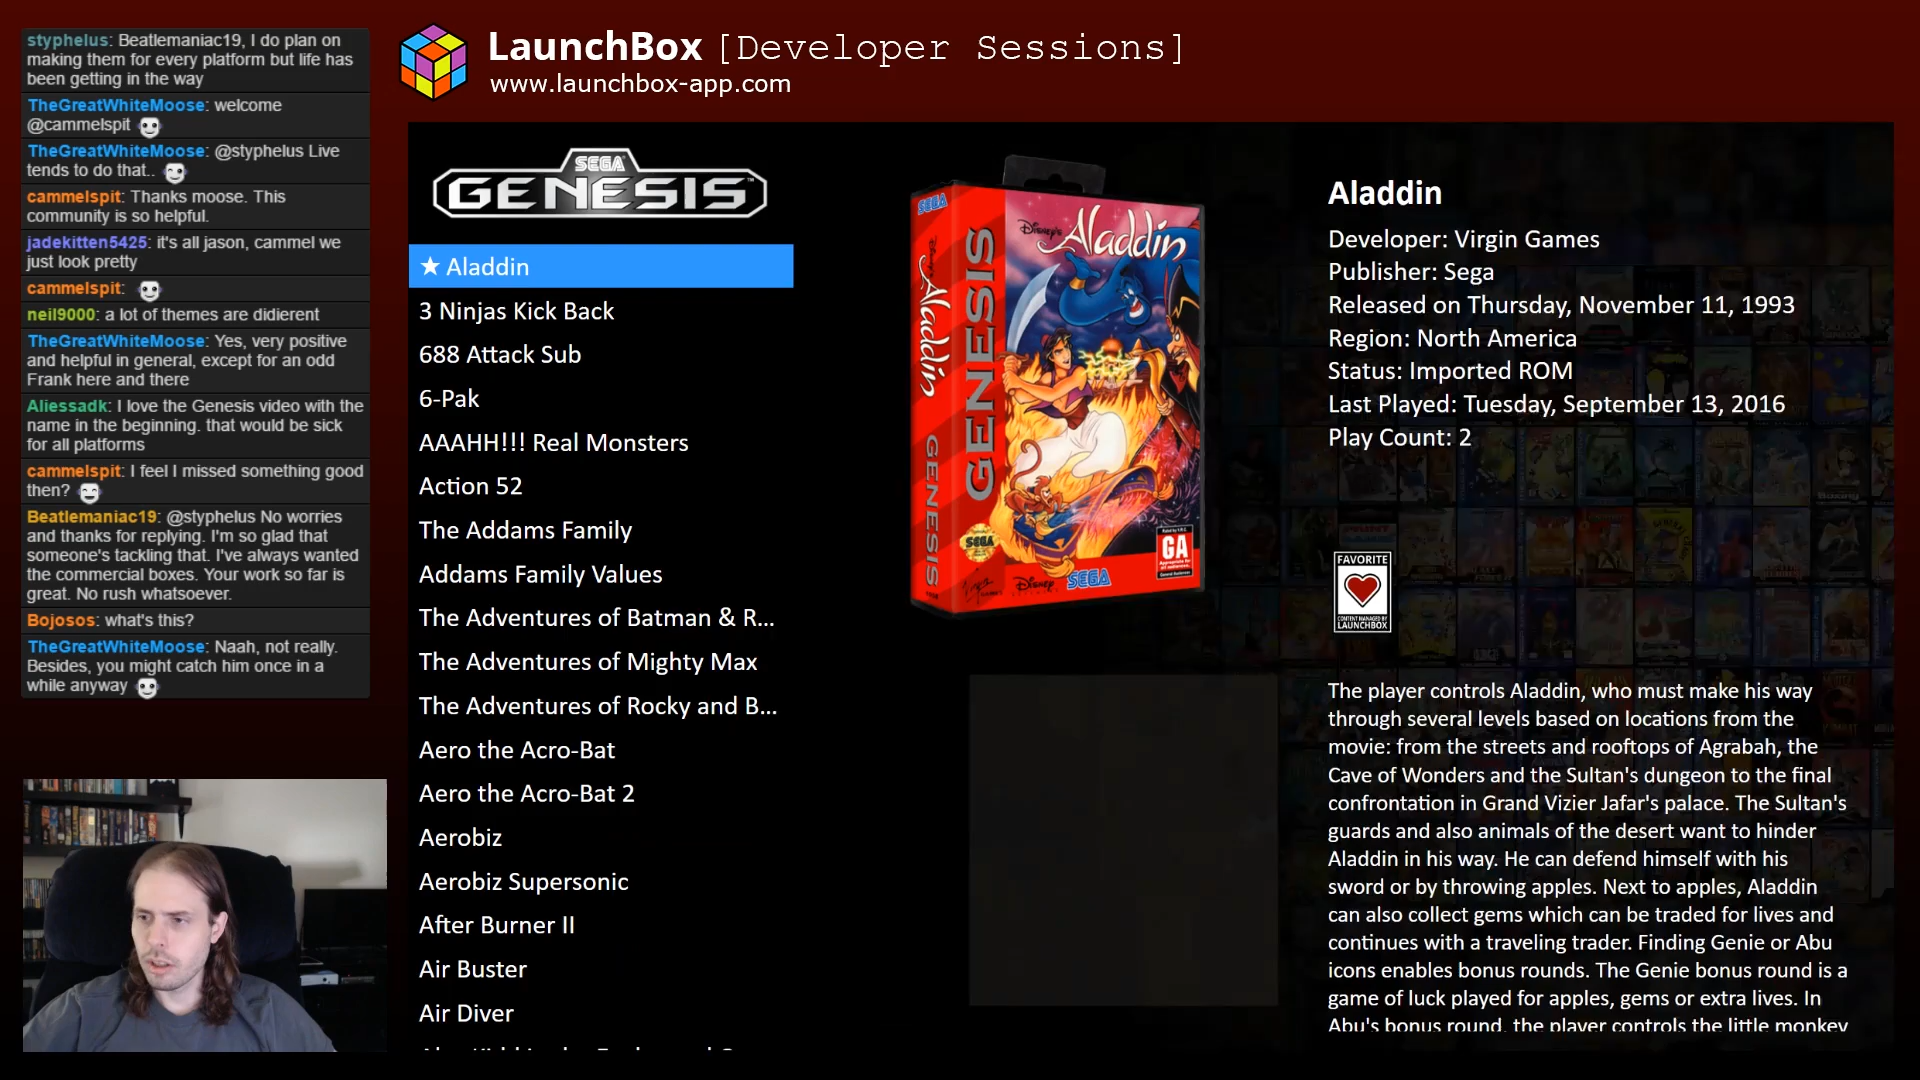 styphelus: Beatlemaniac19, I do plan on
making them for every platform but life has
been getting in the way
TheGreatWhiteMoose: welcome
@cammelspit
TheGreatWhiteMoose: @styphelus Live
tends to do that..
cammelspit: Thanks moose. This
community is so helpful.
jadekitten5425: it's all jason, cammel we
just look pretty
cammelspit:
neil9000: a lot of themes are didierent
TheGreatWhiteMoose: Yes, very positive
and helpful in general, except for an odd
Frank here and there
Aliessadk: I love the Genesis video with the
name in the beginning. that would be sick
for all platforms
cammelspit: I feel I missed something good
then?
Beatlemaniac19: @styphelus No worries
and thanks for replying. I'm so glad that
someone's tackling that. I've always wanted
the commercial boxes. Your work so far is
great. No rush whatsoever.
Bojosos: what's this?
TheGreatWhiteMoose: Naah, not really.
Besides, you might catch him once in a
while anyway
LaunchBox [Developer Sessions]
www.launchbox-app.com
SEGA
GENESIS
★ Aladdin
3 Ninjas Kick Back
688 Attack Sub
6-Pak
AAAHH!!! Real Monsters
Action 52
The Addams Family
Addams Family Values
The Adventures of Batman & R...
The Adventures of Mighty Max
The Adventures of Rocky and B...
Aero the Acro-Bat
Aero the Acro-Bat 2
Aerobiz
Aerobiz Supersonic
After Burner II
Air Buster
Air Diver
SEGA
Disney's
Aladdin
GENESIS
Disney's
Aladdin
GENESIS
SEGA
GA
Virgin
Disney
SEGA
Aladdin
Developer: Virgin Games
Publisher: Sega
Released on Thursday, November 11, 1993
Region: North America
Status: Imported ROM
Last Played: Tuesday, September 13, 2016
Play Count: 2
FAVORITE
CONTENT MANAGED BY
LAUNCHBOX
The player controls Aladdin, who must make his way
through several levels based on locations from the
movie: from the streets and rooftops of Agrabah, the
Cave of Wonders and the Sultan's dungeon to the final
confrontation in Grand Vizier Jafar's palace. The Sultan's
guards and also animals of the desert want to hinder
Aladdin in his way. He can defend himself with his
sword or by throwing apples. Next to apples, Aladdin
can also collect gems which can be traded for lives and
continues with a traveling trader. Finding Genie or Abu
icons enables bonus rounds. The Genie bonus round is a
game of luck played for apples, gems or extra lives. In
Abu's bonus round, the player controls the little monkey